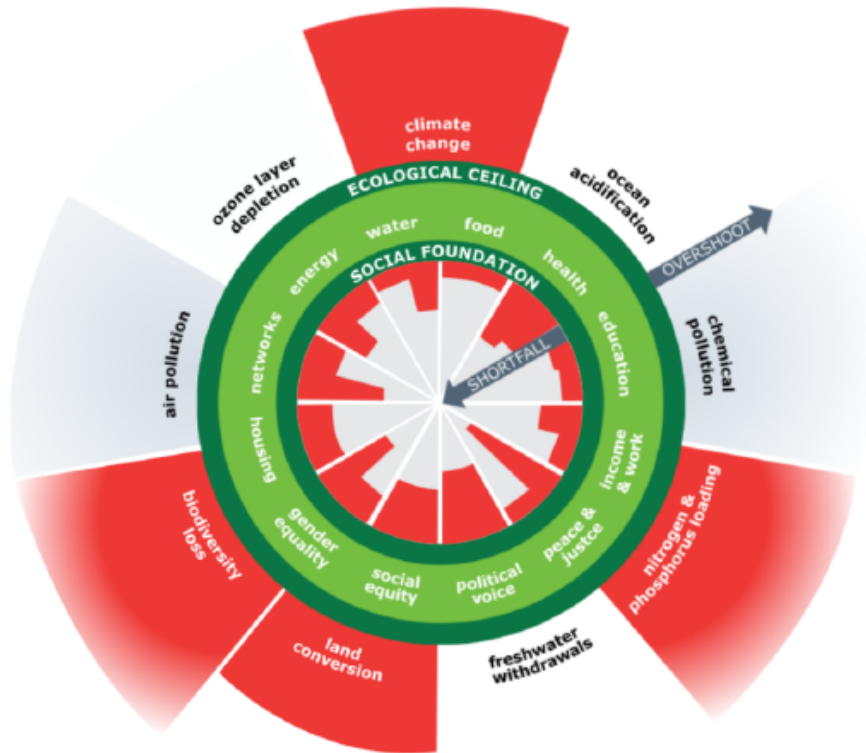 climate
change
ozone layer
depletion
ocean
acidification
ECOLOGICAL CEILING
OVERSHOOT
water
food
energy
health
SOCIAL FOUNDATION
air pollution
networks
education
chemical
pollution
SHORTFALL
housing
income
& work
biodiversity
loss
nitrogen &
phosphorus loading
gender
equality
peace &
justce
social
equity
political
voice
land
conversion
freshwater
withdrawals